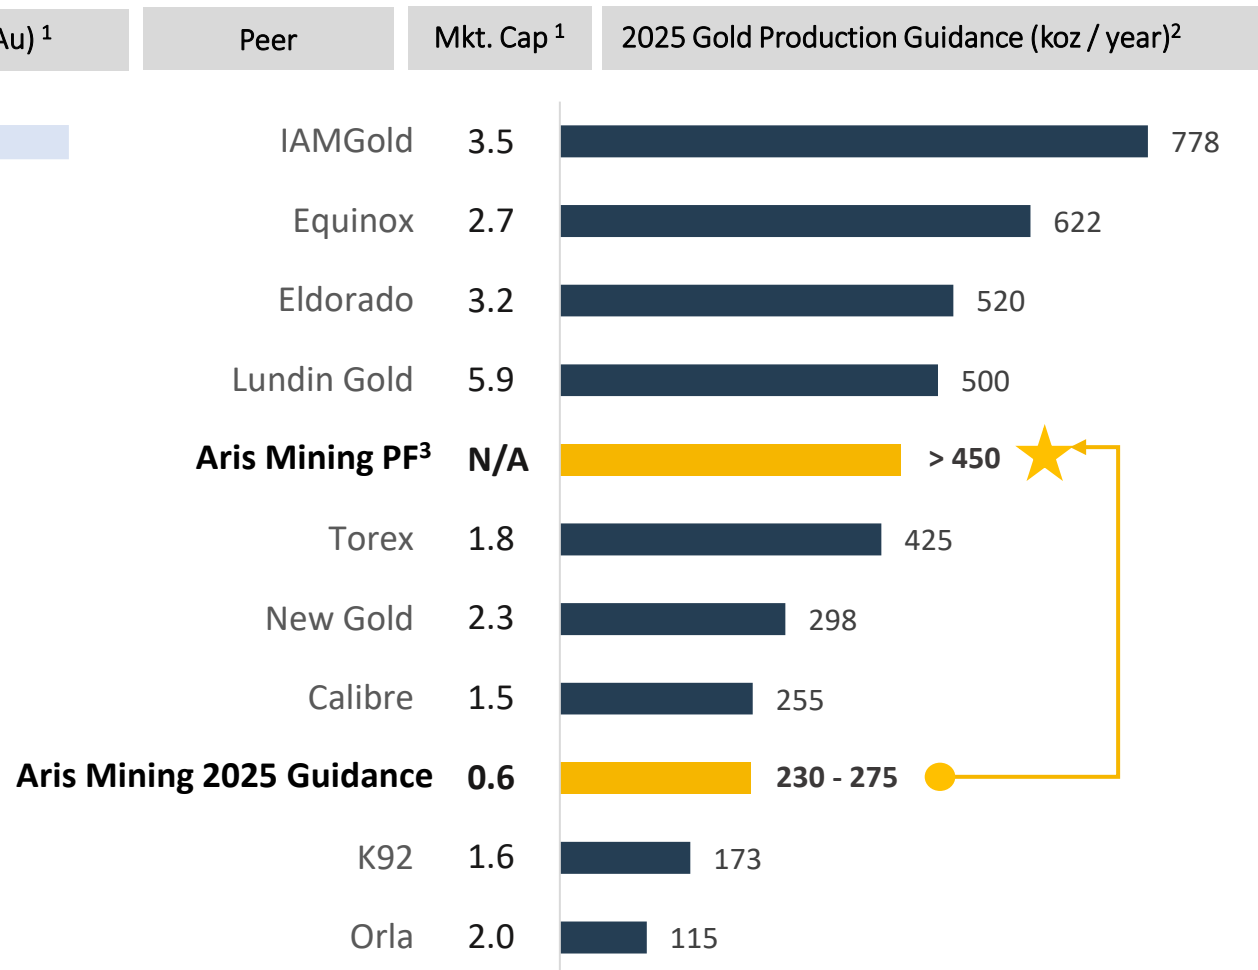 Au) ¹
Peer
Mkt. Cap ¹
2025 Gold Production Guidance (koz / year)²
IAMGold 3.5 778
Equinox 2.7 622
Eldorado 3.2 520
Lundin Gold 5.9 500
Aris Mining PF³ N/A > 450
Torex 1.8 425
New Gold 2.3 298
Calibre 1.5 255
Aris Mining 2025 Guidance 0.6 230 - 275
K92 1.6 173
Orla 2.0 115